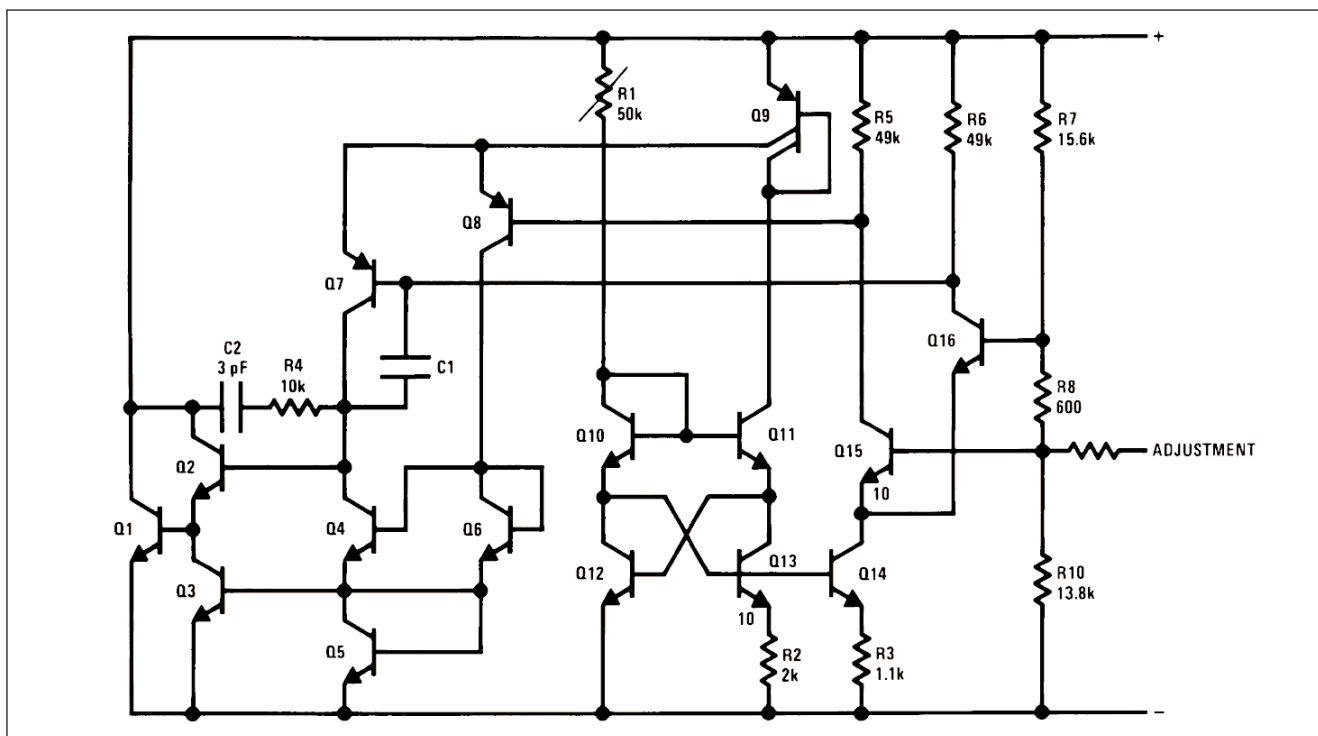 +
R1
50k
Q9
R5
49k
R6
49k
R7
15.6k
Q8
Q7
C2
3 pF
R4
10k
C1
Q16
R8
600
Q10
Q11
Q15
10
ADJUSTMENT
Q2
Q1
Q4
Q6
Q12
Q13
10
Q14
R10
13.8k
Q3
Q5
R2
2k
R3
1.1k
–